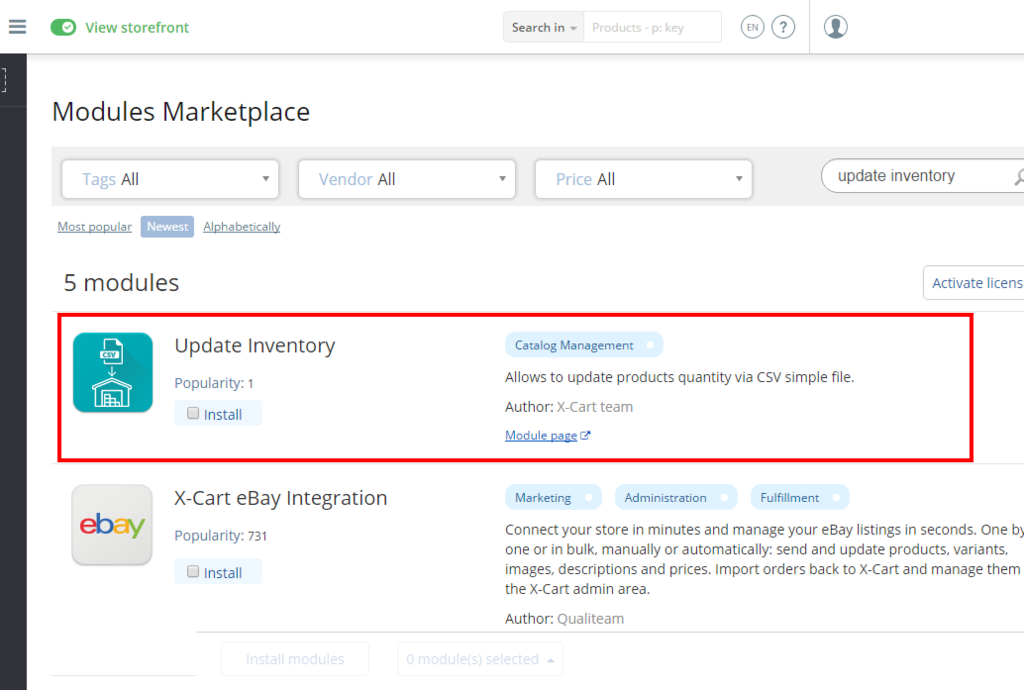 View storefront
Search in
Products - p: key
EN
?
Modules Marketplace
Tags All
Vendor All
Price All
update inventory
Most popular
Newest
Alphabetically
5 modules
Activate licens
Update Inventory
Catalog Management
CSV
Popularity: 1
Allows to update products quantity via CSV simple file.
Install
Author: X-Cart team
Module page
X-Cart eBay Integration
Marketing
Administration
Fulfillment
ebay
Popularity: 731
Connect your store in minutes and manage your eBay listings in seconds. One by
one or in bulk, manually or automatically: send and update products, variants,
images, descriptions and prices. Import orders back to X-Cart and manage them
the X-Cart admin area.
Install
Author: Qualiteam
Install modules
0 module(s) selected